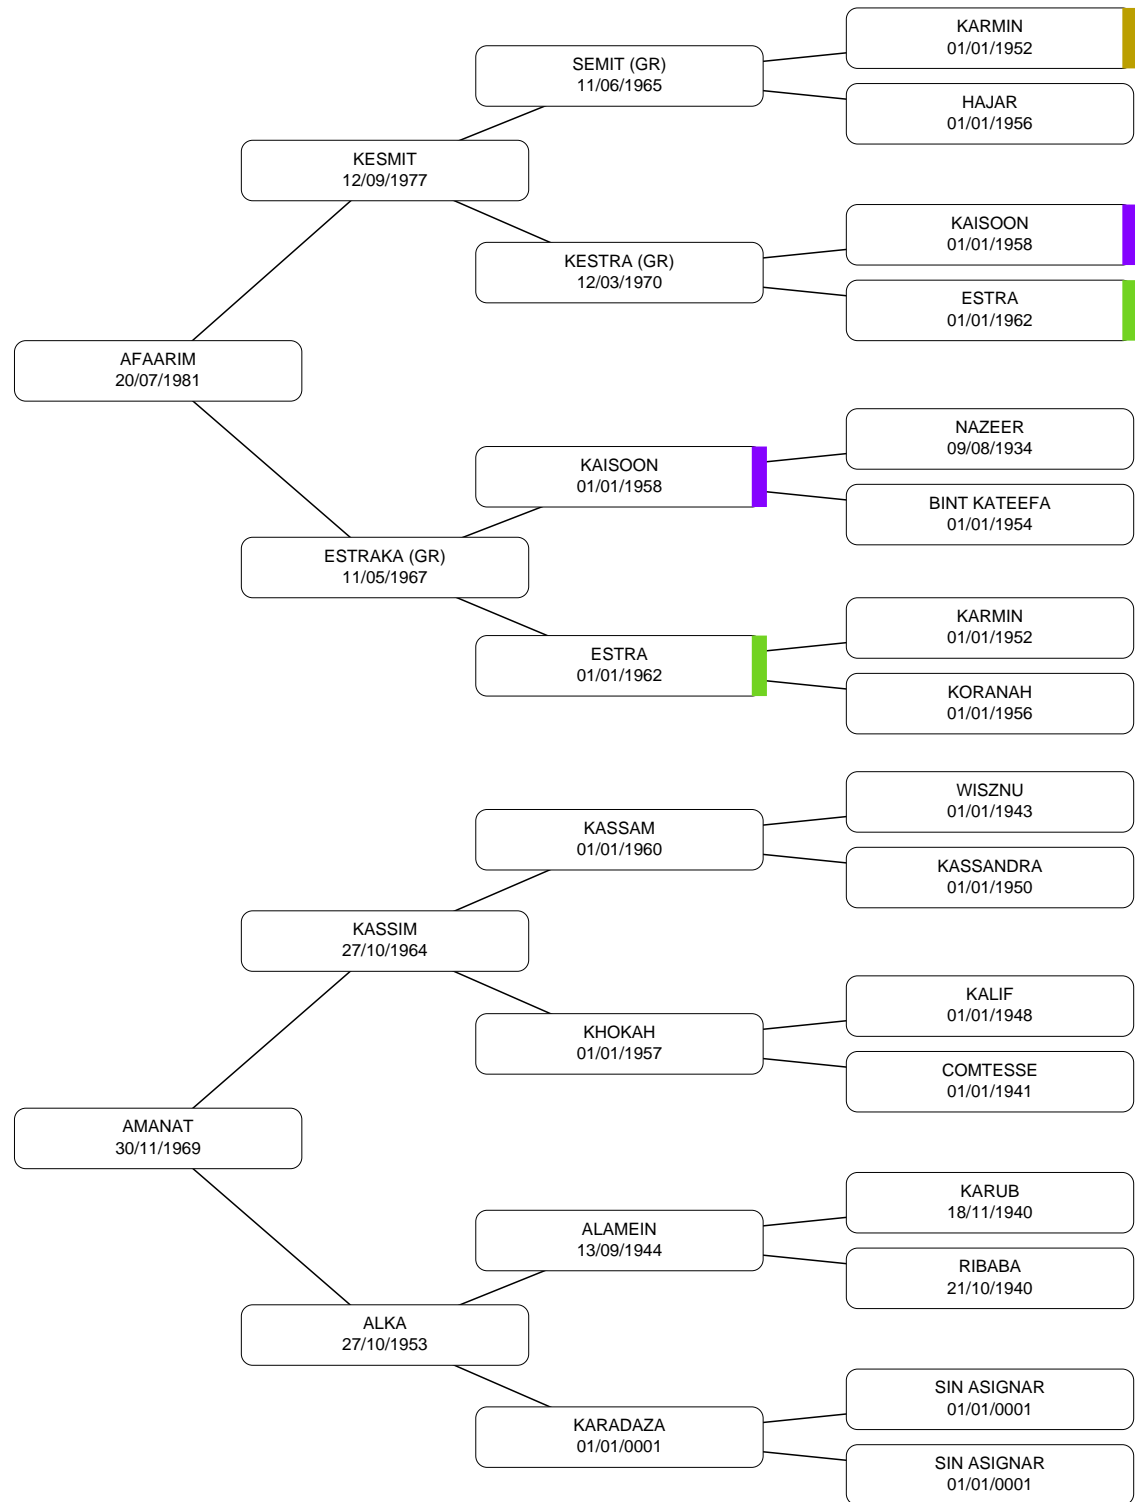 KARMIN
01/01/1952
SEMIT (GR)
11/06/1965
HAJAR
01/01/1956
KESMIT
12/09/1977
KAISOON
01/01/1958
KESTRA (GR)
12/03/1970
ESTRA
01/01/1962
AFAARIM
20/07/1981
NAZEER
09/08/1934
KAISOON
01/01/1958
BINT KATEEFA
01/01/1954
ESTRAKA (GR)
11/05/1967
KARMIN
01/01/1952
ESTRA
01/01/1962
KORANAH
01/01/1956
WISZNU
01/01/1943
KASSAM
01/01/1960
KASSANDRA
01/01/1950
KASSIM
27/10/1964
KALIF
01/01/1948
KHOKAH
01/01/1957
COMTESSE
01/01/1941
AMANAT
30/11/1969
KARUB
18/11/1940
ALAMEIN
13/09/1944
RIBABA
21/10/1940
ALKA
27/10/1953
SIN ASIGNAR
01/01/0001
KARADAZA
01/01/0001
SIN ASIGNAR
01/01/0001